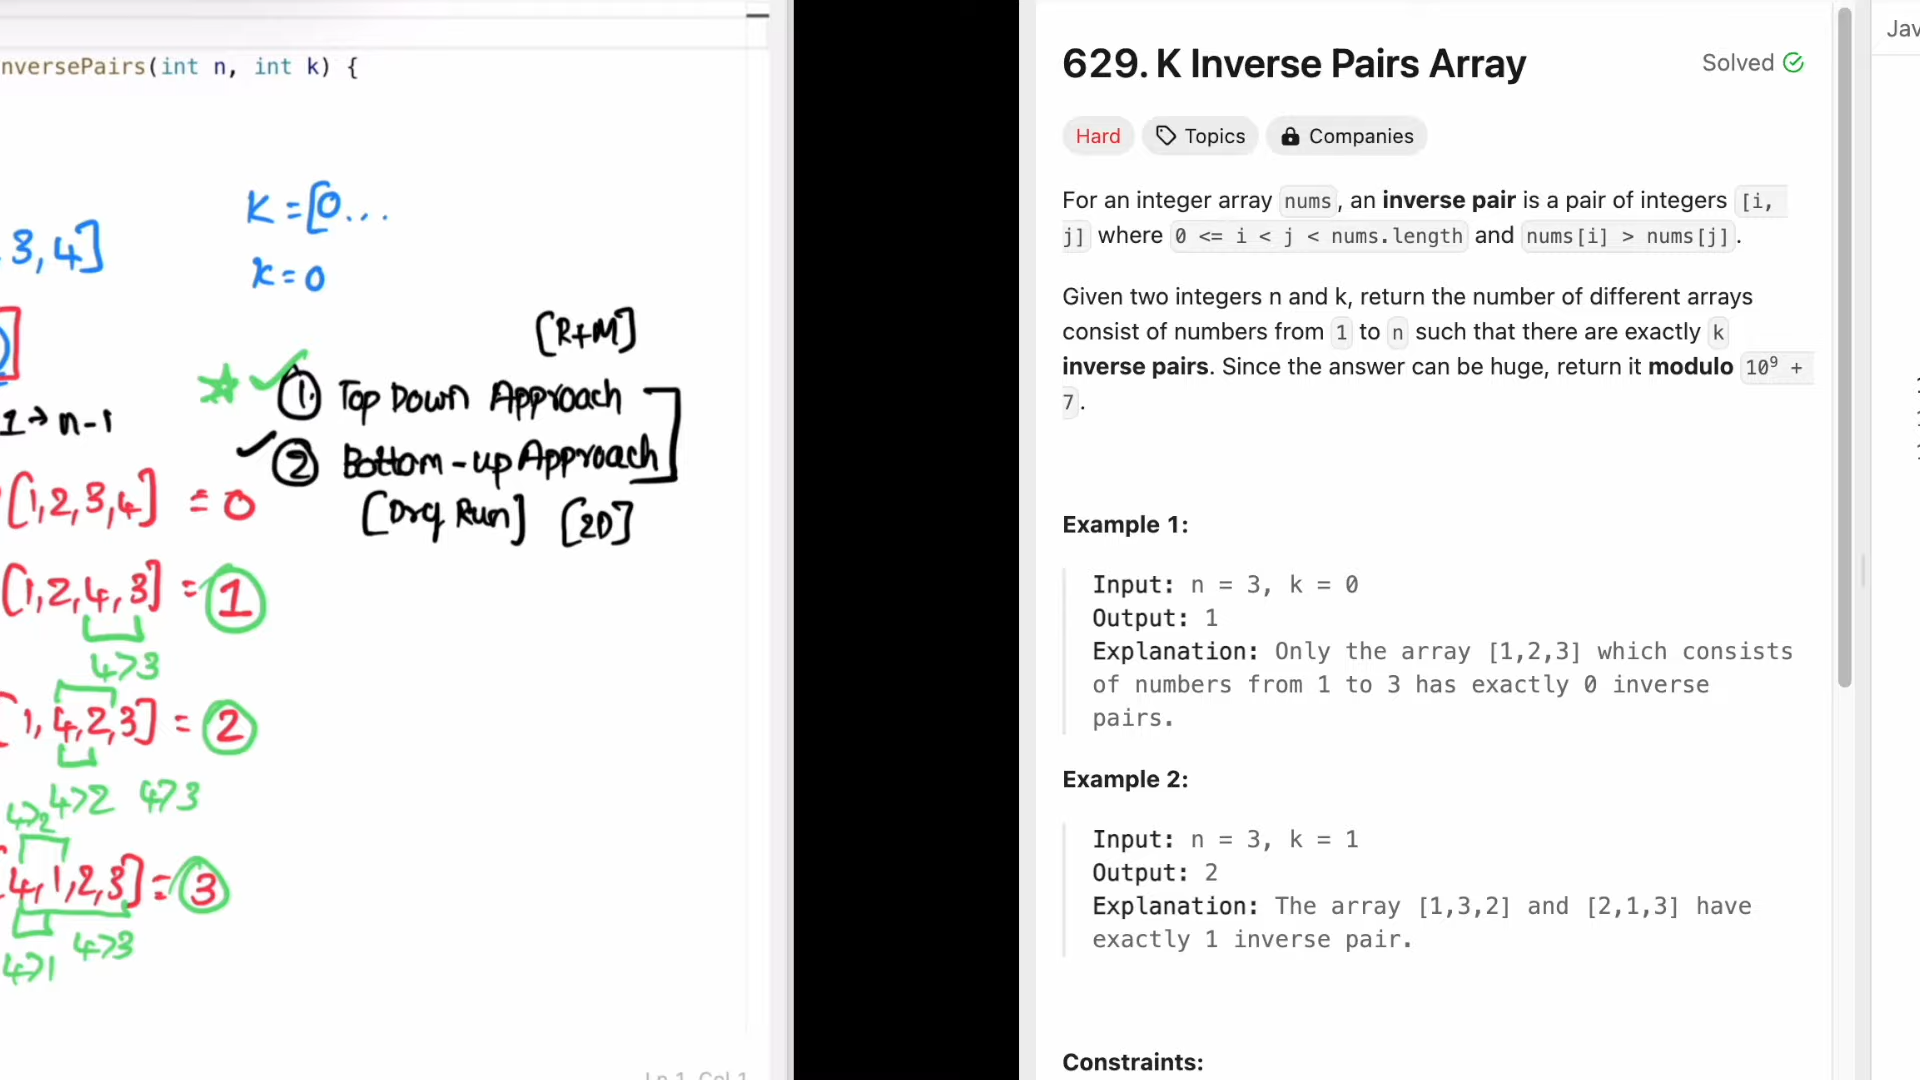 nversePairs(int n, int k) {
K = [0...
3,4]
K = 0
[R+M]
1. Top Down Approach
1 → n-1
2 Bottom-up Approach
[1,2,3,4] = 0
[Dry Run] [2D]
[1,2,4,3] = 1
4>3
1, 4,2,3] = 2
4>2 4>2 4>3
4,1,2,3] = 3
4>1 4>3
Ln 1, Col 1
629. K Inverse Pairs Array
Solved
Hard Topics Companies
For an integer array nums, an inverse pair is a pair of integers [i,
j] where 0 <= i < j < nums.length and nums[i] > nums[j].
Given two integers n and k, return the number of different arrays
consist of numbers from 1 to n such that there are exactly k
inverse pairs. Since the answer can be huge, return it modulo 10⁹ +
7.
Example 1:
Input: n = 3, k = 0
Output: 1
Explanation: Only the array [1,2,3] which consists
of numbers from 1 to 3 has exactly 0 inverse
pairs.
Example 2:
Input: n = 3, k = 1
Output: 2
Explanation: The array [1,3,2] and [2,1,3] have
exactly 1 inverse pair.
Constraints:
Jav